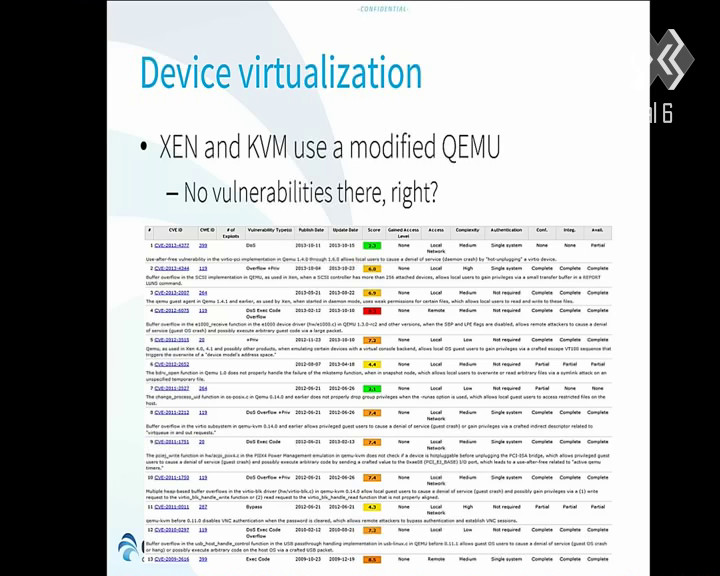 -CONFIDENTIAL-
Device virtualization
• XEN and KVM use a modified QEMU
– No vulnerabilities there, right?
# CVE ID CWE ID # of Exploits Vulnerability Type(s) Publish Date Update Date Score Gained Access Level Access Complexity Authentication Conf. Integ. Avail.
1 CVE-2013-4377 399 DoS 2013-10-11 2013-10-15 None Local Network Medium Single system None None Partial
Use-after-free vulnerability in the virtio-pci implementation in Qemu 1.4.0 through 1.6.0 allows local users to cause a denial of service (daemon crash) by "hot-unplugging" a virtio device.
2 CVE-2013-4344 119 Overflow +Priv 2013-10-04 2013-10-23 6.0 None Local High Single system Complete Complete Complete
Buffer overflow in the SCSI implementation in QEMU, as used in Xen, when a SCSI controller has more than 256 attached devices, allows local users to gain privileges via a small transfer buffer in a REPORT
LUNS command.
3 CVE-2013-2007 264 2013-05-21 2013-08-22 6.9 None Local Medium Not required Complete Complete Complete
The qemu guest agent in Qemu 1.4.1 and earlier, as used by Xen, when started in daemon mode, uses weak permissions for certain files, which allows local users to read and write to these files.
4 CVE-2012-6075 119 DoS Exec Code Overflow 2013-02-12 2013-10-10 None Remote Medium Not required Complete Complete Complete
Buffer overflow in the e1000_receive function in the e1000 device driver (hw/e1000.c) in QEMU 1.3.0-rc2 and other versions, when the SBP and LPE flags are disabled, allows remote attackers to cause a denial
of service (guest OS crash) and possibly execute arbitrary guest code via a large packet.
5 CVE-2012-3515 20 +Priv 2012-11-23 2013-10-10 7.2 None Local Low Not required Complete Complete Complete
Qemu, as used in Xen 4.0, 4.1 and possibly other products, when emulating certain devices with a virtual console backend, allows local OS guest users to gain privileges via a crafted escape VT100 sequence that
triggers the overwrite of a "device model's address space."
6 CVE-2012-2652 2012-08-07 2013-04-18 4.4 None Local Medium Not required Partial Partial Partial
The bdrv_open function in Qemu 1.0 does not properly handle the failure of the mkstemp function, when in snapshot node, which allows local users to overwrite or read arbitrary files via a symlink attack on an
unspecified temporary file.
7 CVE-2011-2527 264 2012-06-21 2012-06-26 2.1 None Local Low Not required Partial None None
The change_process_uid function in os-posix.c in Qemu 0.14.0 and earlier does not properly drop group privileges when the -runas option is used, which allows local guest users to access restricted files on the
host.
8 CVE-2011-2212 119 DoS Overflow +Priv 2012-06-21 2012-06-26 7.4 None Local Network Medium Single system Complete Complete Complete
Buffer overflow in the virtio subsystem in qemu-kvm 0.14.0 and earlier allows privileged guest users to cause a denial of service (guest crash) or gain privileges via a crafted indirect descriptor related to
"virtqueue in and out requests."
9 CVE-2011-1751 20 DoS Exec Code 2012-06-21 2013-02-13 7.4 None Local Network Medium Single system Complete Complete Complete
The pciej_write function in hw/acpi_piix4.c in the PIIX4 Power Management emulation in qemu-kvm does not check if a device is hotpluggable before unplugging the PCI-ISA bridge, which allows privileged guest
users to cause a denial of service (guest crash) and possibly execute arbitrary code by sending a crafted value to the 0xae08 (PCI_EJ_BASE) I/O port, which leads to a use-after-free related to "active qemu
timers."
10 CVE-2011-1750 119 DoS Overflow +Priv 2012-06-21 2012-06-26 7.4 None Local Network Medium Single system Complete Complete Complete
Multiple heap-based buffer overflows in the virtio-blk driver (hw/virtio-blk.c) in qemu-kvm 0.14.0 allow local guest users to cause a denial of service (guest crash) and possibly gain privileges via a (1) write
request to the virtio_blk_handle_write function or (2) read request to the virtio_blk_handle_read function that is not properly aligned.
11 CVE-2011-0011 287 Bypass 2012-06-21 2012-06-21 4.3 None Local Network High Not required Partial Partial Partial
qemu-kvm before 0.11.0 disables VNC authentication when the password is cleared, which allows remote attackers to bypass authentication and establish VNC sessions.
12 CVE-2010-0297 119 DoS Exec Code Overflow 2010-02-12 2010-08-21 7.2 None Local Low Not required Complete Complete Complete
Buffer overflow in the usb_host_handle_control function in the USB passthrough handling implementation in usb-linux.c in QEMU before 0.11.1 allows guest OS users to cause a denial of service (guest OS crash
or hang) or possibly execute arbitrary code on the host OS via a crafted USB packet.
13 CVE-2009-3616 399 Exec Code 2009-10-23 2009-12-19 8.5 None Remote Medium Single system Complete Complete Complete
al 6